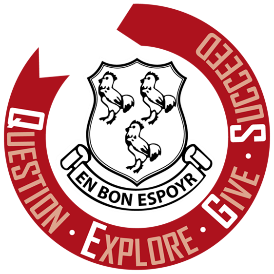 QUESTION · EXPLORE · GIVE · SUCCEED
EN BON ESPOYR